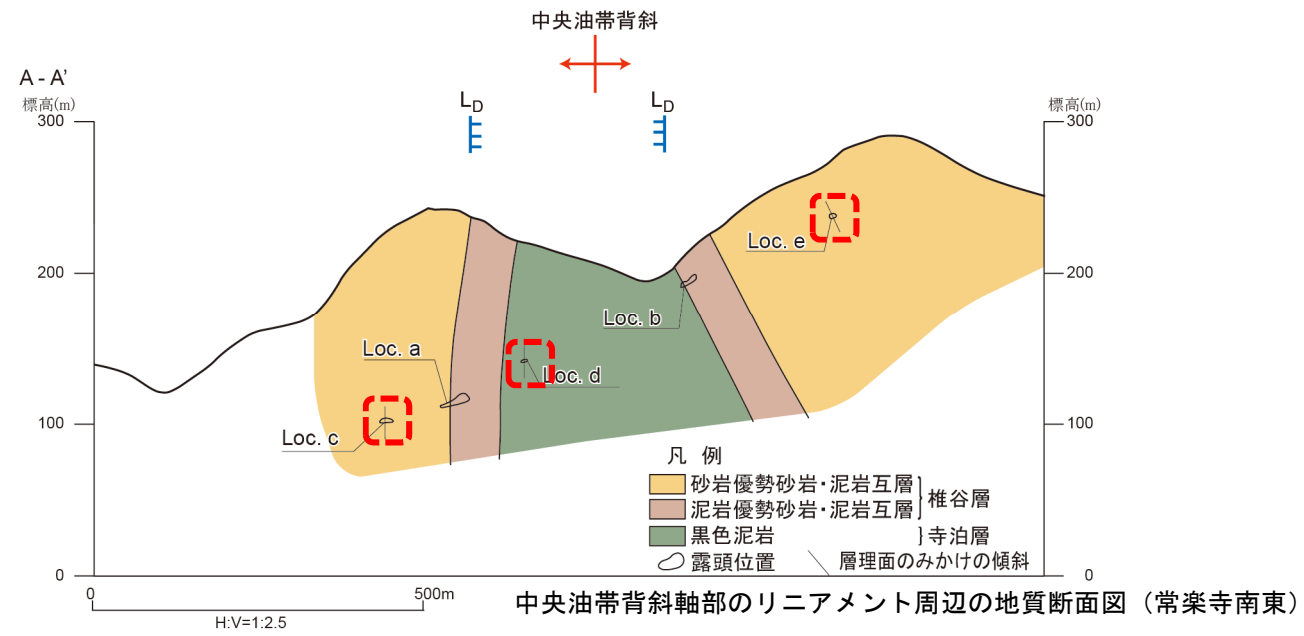 中央油帯背斜
A - A'
標高(m)
標高(m)
LD
LD
300
300
200
200
100
100
0
0
Loc. e
Loc. b
Loc. a
Loc. d
Loc. c
凡 例
砂岩優勢砂岩・泥岩互層
泥岩優勢砂岩・泥岩互層
}椎谷層
黒色泥岩 }寺泊層
露頭位置 層理面のみかけの傾斜
0 500m
H:V=1:2.5
中央油帯背斜軸部のリニアメント周辺の地質断面図（常楽寺南東）